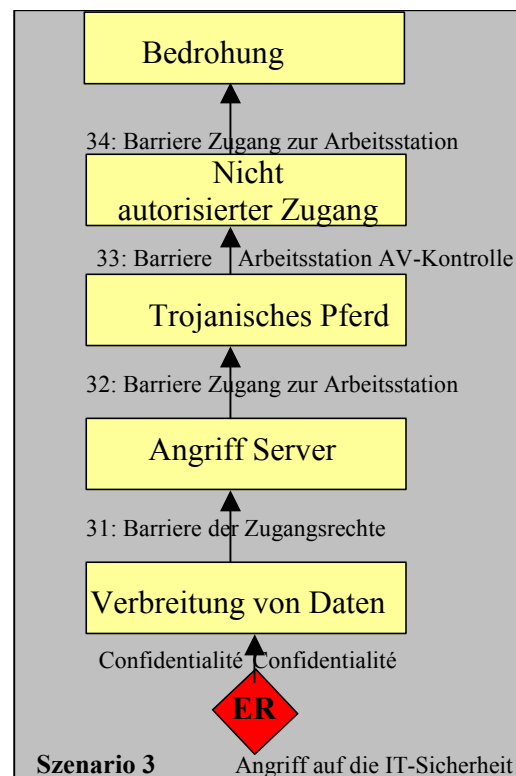 Bedrohung
34: Barriere Zugang zur Arbeitsstation
Nicht
autorisierter Zugang
33: Barriere Arbeitsstation AV-Kontrolle
Trojanisches Pferd
32: Barriere Zugang zur Arbeitsstation
Angriff Server
31: Barriere der Zugangsrechte
Verbreitung von Daten
Confidentialité Confidentialité
ER
Szenario 3 Angriff auf die IT-Sicherheit